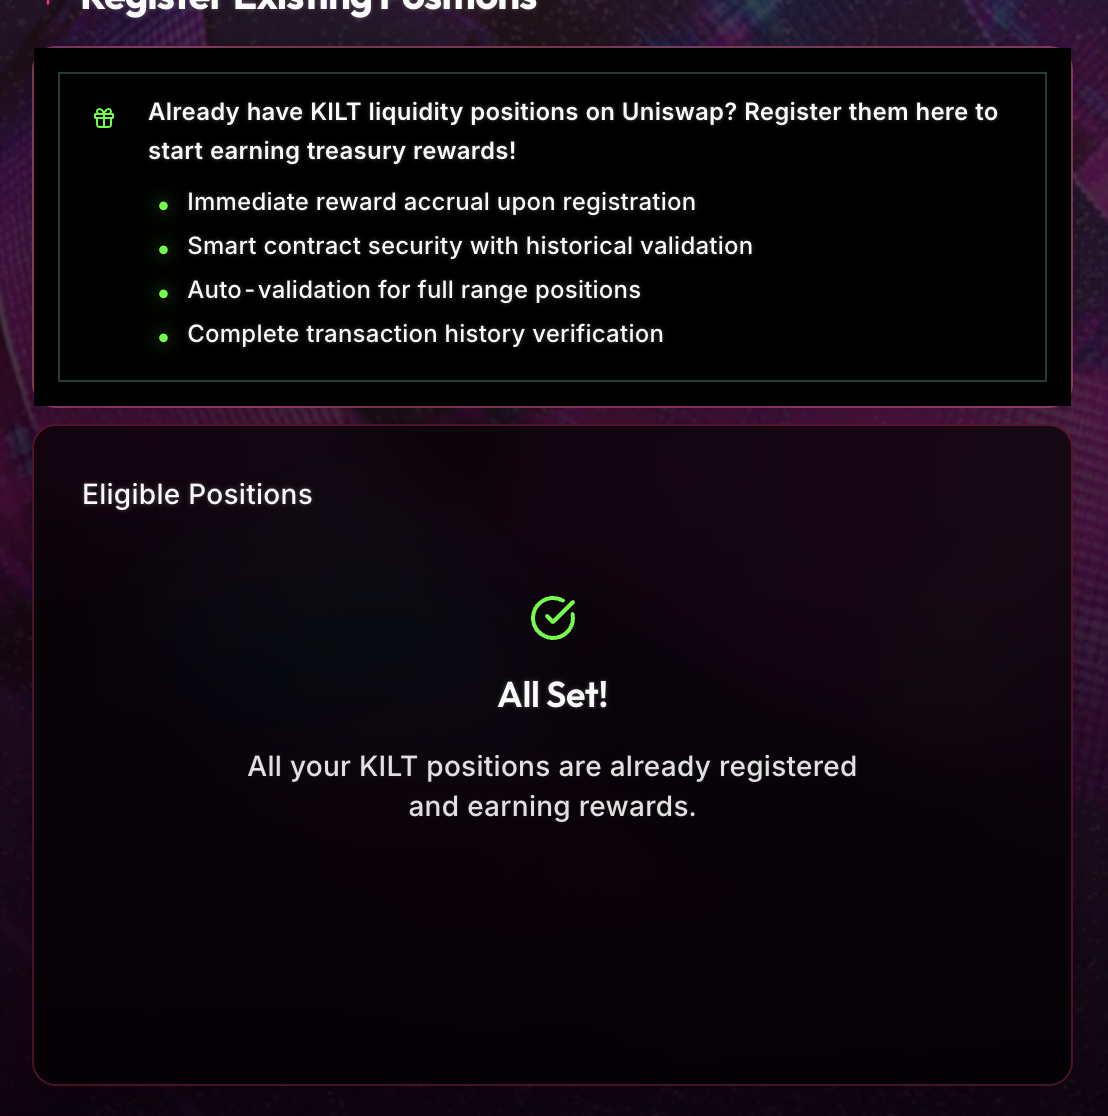 Register Existing Positions
Already have KILT liquidity positions on Uniswap? Register them here to
start earning treasury rewards!
Immediate reward accrual upon registration
Smart contract security with historical validation
Auto-validation for full range positions
Complete transaction history verification
Eligible Positions
All Set!
All your KILT positions are already registered
and earning rewards.